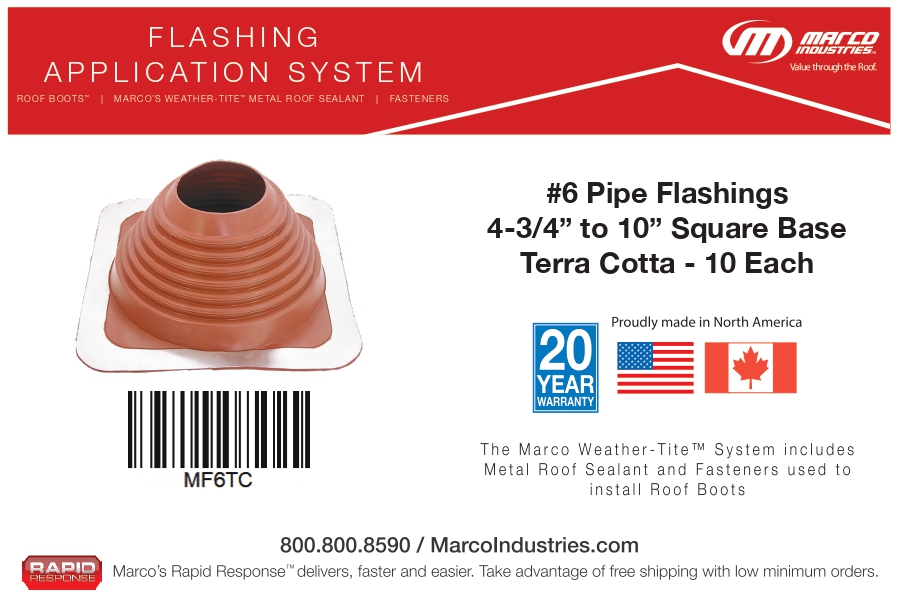 FLASHING
APPLICATION SYSTEM
ROOF BOOTS™ | MARCO'S WEATHER-TITE™ METAL ROOF SEALANT | FASTENERS
MARCO
INDUSTRIES™
Value through the Roof.
#6 Pipe Flashings
4-3/4” to 10” Square Base
Terra Cotta - 10 Each
Proudly made in North America
20
YEAR
WARRANTY
MF6TC
The Marco Weather-Tite™ System includes
Metal Roof Sealant and Fasteners used to
install Roof Boots
800.800.8590 / MarcoIndustries.com
RAPID
RESPONSE
Marco's Rapid Response™ delivers, faster and easier. Take advantage of free shipping with low minimum orders.